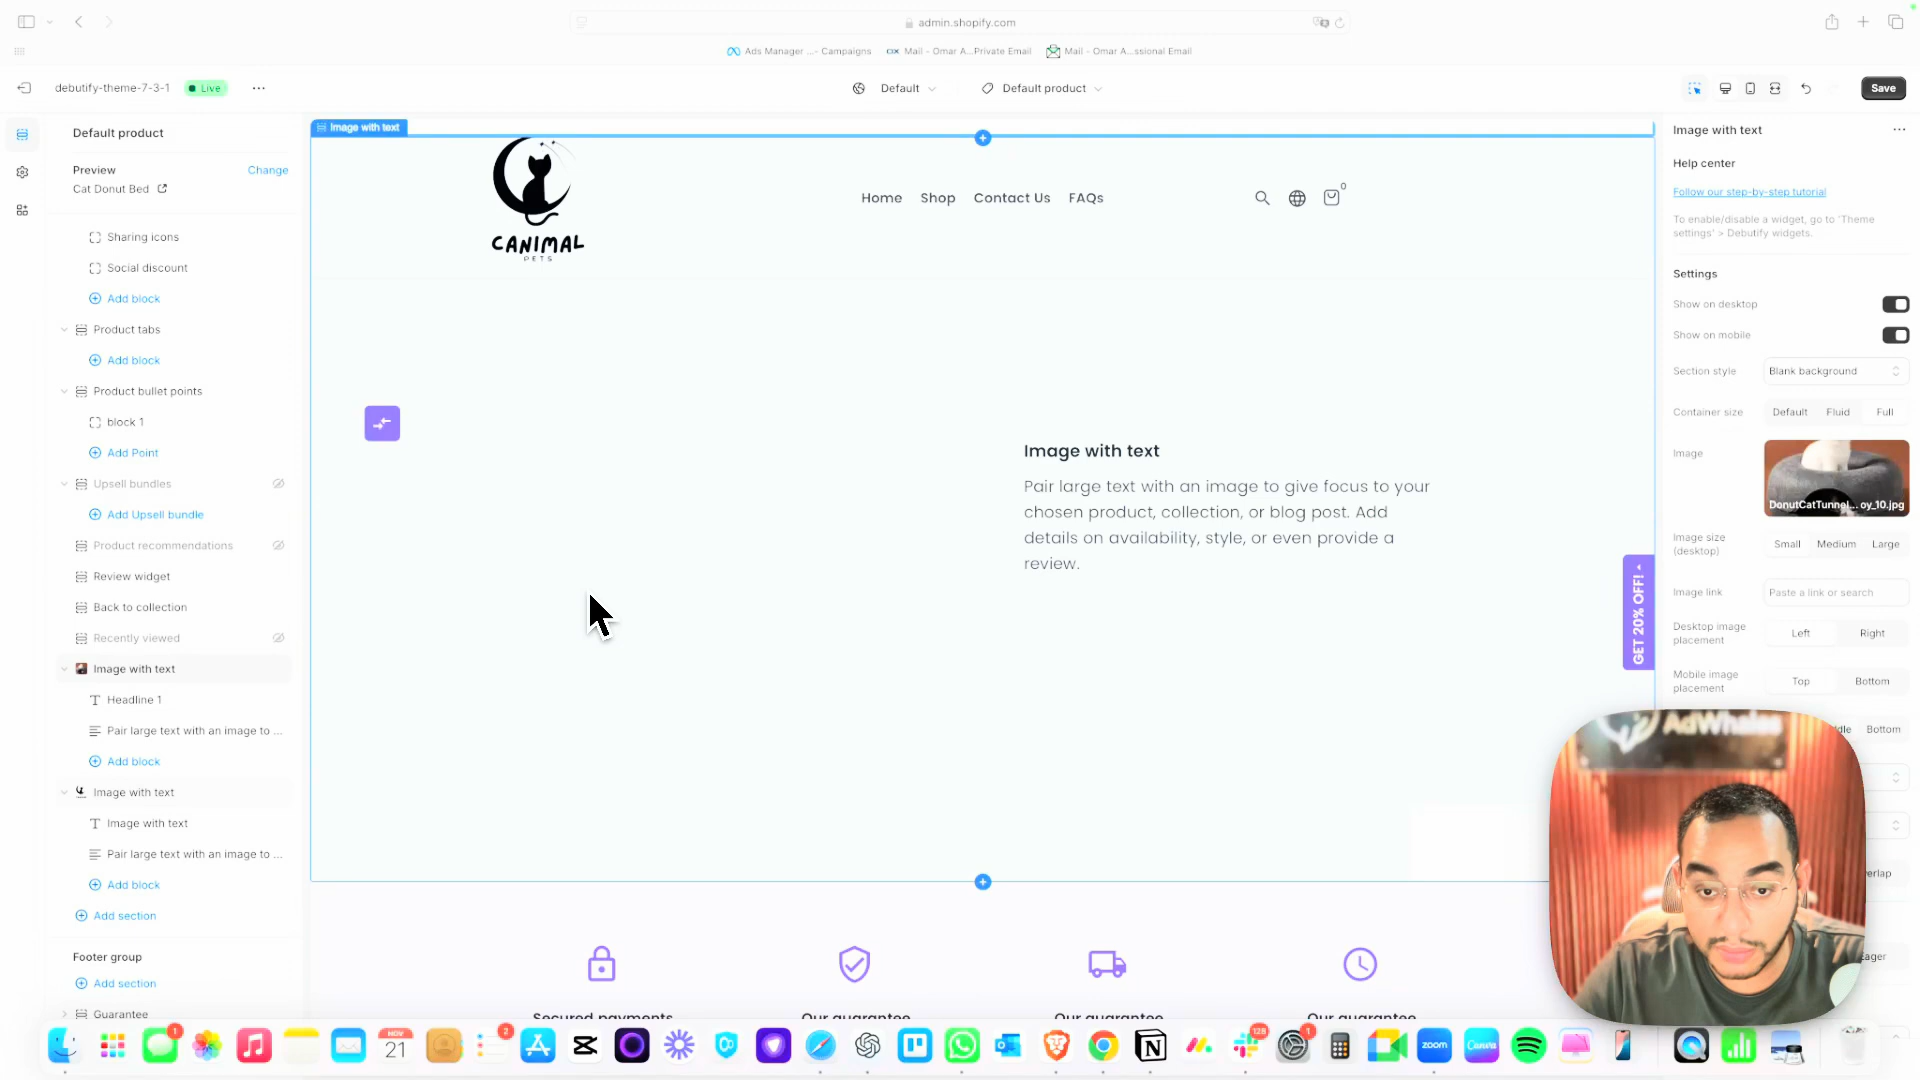 admin.shopify.com
Ads Manager ...- Campaigns
Mail - Omar A...Private Email
Mail - Omar A...ssional Email
debutify-theme-7-3-1
Live
Default
Default product
Save
Default product
Preview
Change
Cat Donut Bed
Sharing icons
Social discount
Add block
Product tabs
Add block
Product bullet points
block 1
Add Point
Upsell bundles
Add Upsell bundle
Product recommendations
Review widget
Back to collection
Recently viewed
Image with text
Headline 1
Pair large text with an image to ...
Add block
Image with text
Image with text
Pair large text with an image to ...
Add block
Add section
Footer group
Add section
Guarantee
Image with text
CANIMAL
PETS
Home
Shop
Contact Us
FAQs
0
Image with text
Pair large text with an image to give focus to your
chosen product, collection, or blog post. Add
details on availability, style, or even provide a
review.
GET 20% OFF!
Secured payments
Our guarantee
Our guarantee
Our guarantee
Image with text
Help center
Follow our step-by-step tutorial
To enable/disable a widget, go to 'Theme
settings' > Debutify widgets.
Settings
Show on desktop
Show on mobile
Section style
Blank background
Container size
Default
Fluid
Full
Image
DonutCatTunnel... oy_10.jpg
Image size
(desktop)
Small
Medium
Large
Image link
Paste a link or search
Desktop image
placement
Left
Right
Mobile image
placement
Top
Bottom
ddle
Bottom
AdWhales
erlap
ager
1
NOV
21
2
128
1
zoom
Canva